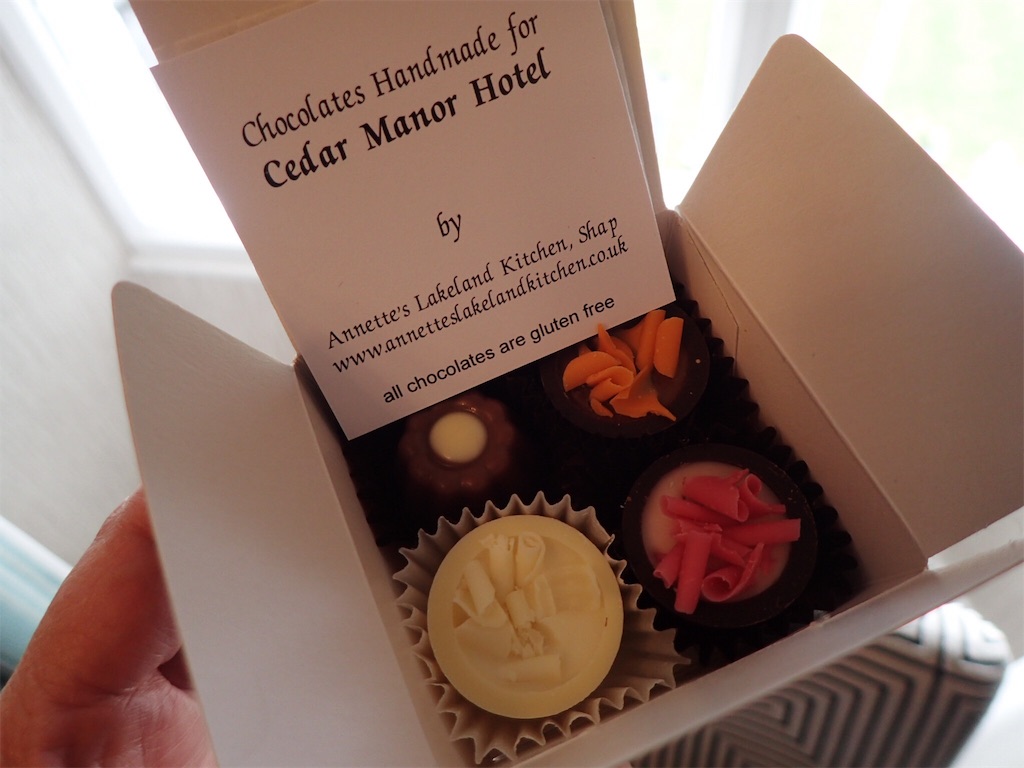 Chocolates Handmade for
Cedar Manor Hotel
by
Annette's Lakeland Kitchen, Shap
www.annetteslakelandkitchen.co.uk
all chocolates are gluten free